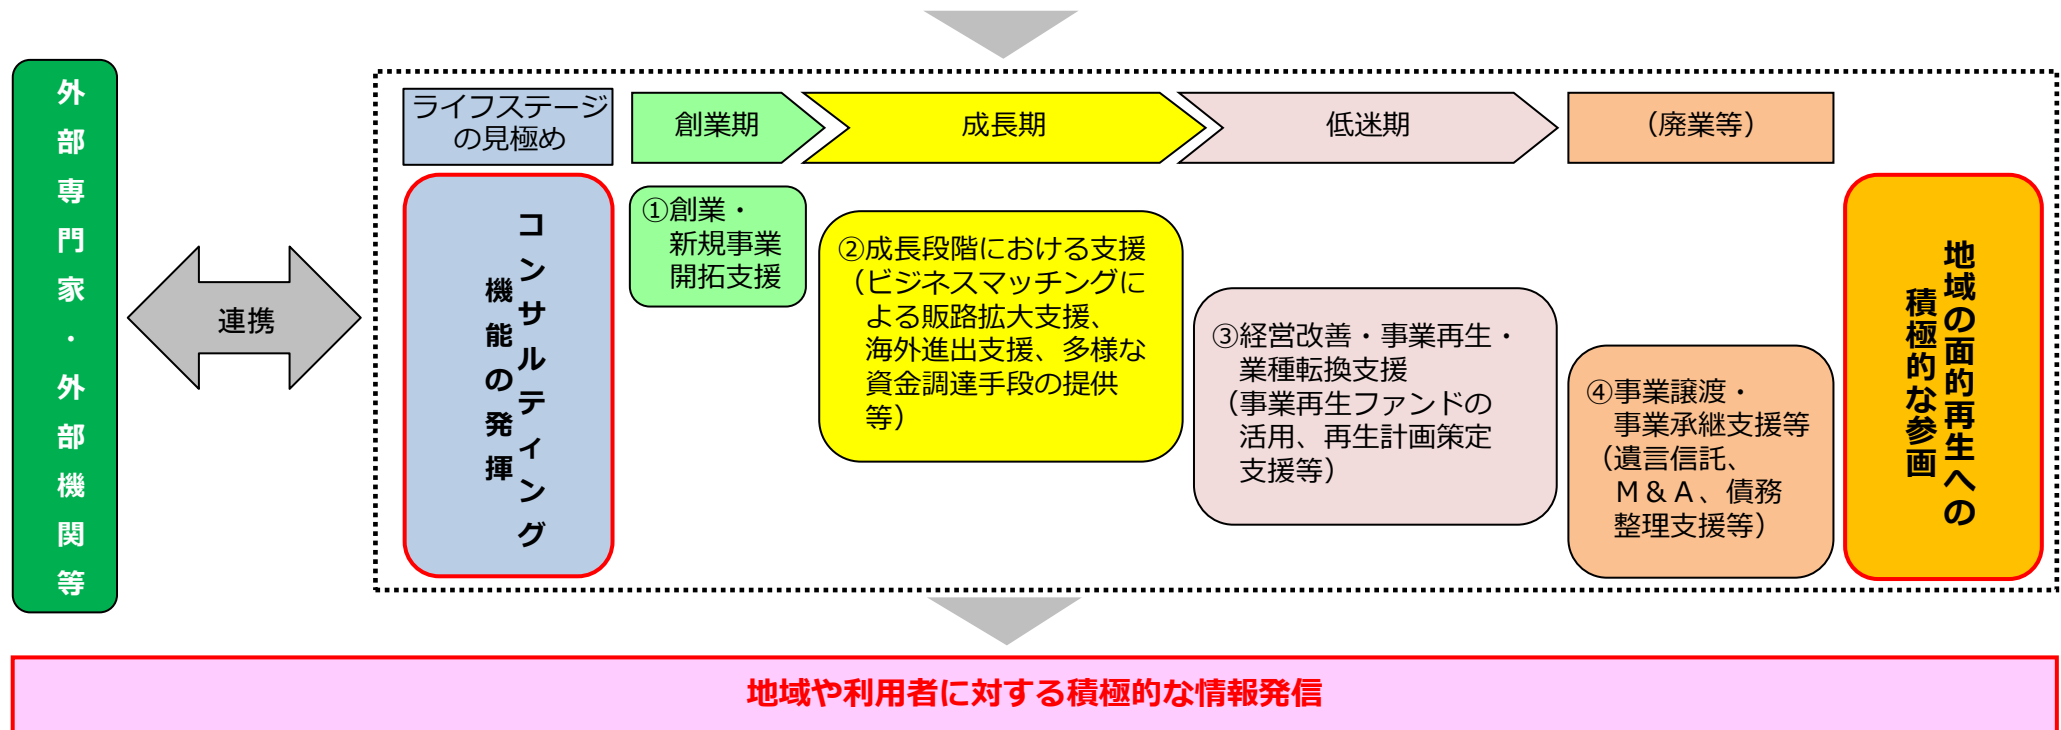 外部専門家・外部機関等
連携
ライフステージ
の見極め
創業期
成長期
低迷期
（廃業等）
コンサルティング
機能の発揮
①創業・
新規事業
開拓支援
②成長段階における支援
（ビジネスマッチングに
よる販路拡大支援、
海外進出支援、多様な
資金調達手段の提供
等）
③経営改善・事業再生・
業種転換支援
（事業再生ファンドの
活用、再生計画策定
支援等）
④事業譲渡・
事業承継支援等
（遺言信託、
Ｍ＆Ａ、債務
整理支援等）
地域の面的再生への
積極的な参画
地域や利用者に対する積極的な情報発信